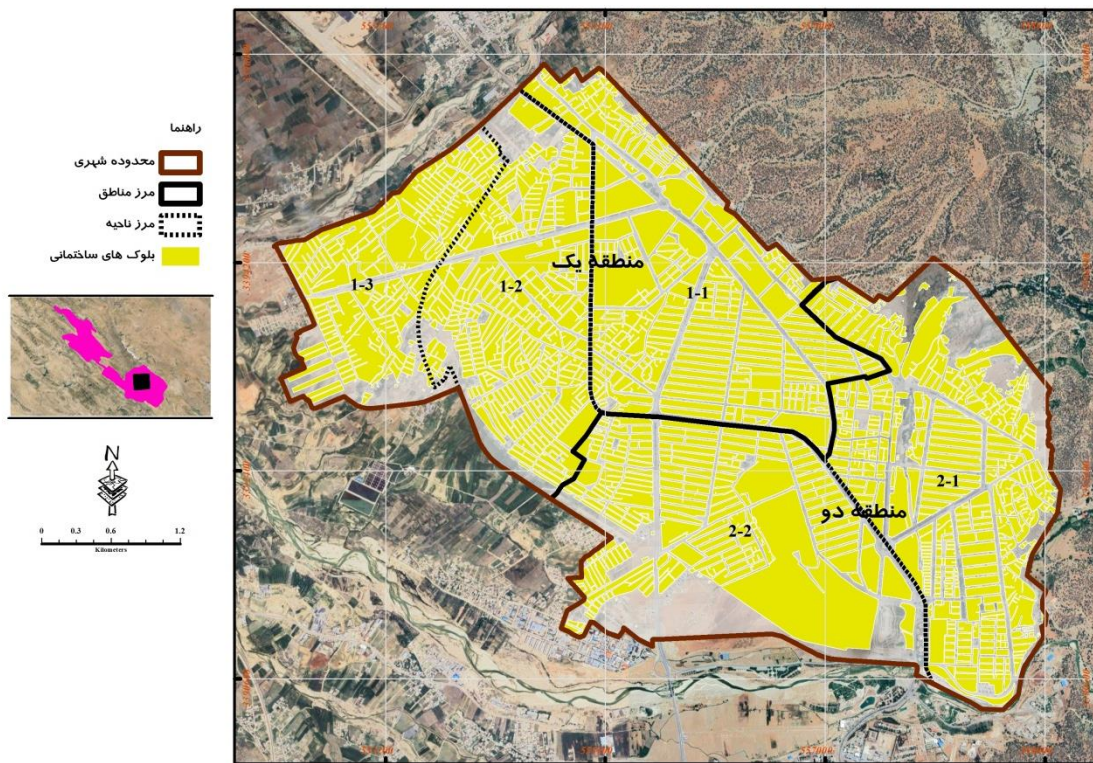 راهنما
محدوده شهری
مرز مناطق
مرز ناحیه
بلوک های ساختمانی
N
0 0.3 0.6 1.2
Kilometers
منطقه یک
1-3
1-2
1-1
منطقه دو
2-1
2-2
557000